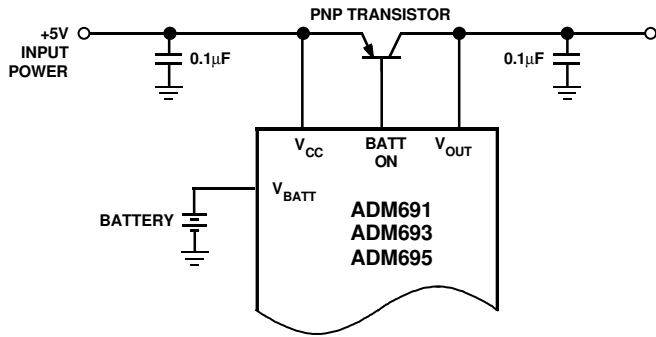 PNP TRANSISTOR
+5V
INPUT
POWER
0.1μF
0.1μF
VCC
BATT
ON
VOUT
VBATT
BATTERY
ADM691
ADM693
ADM695